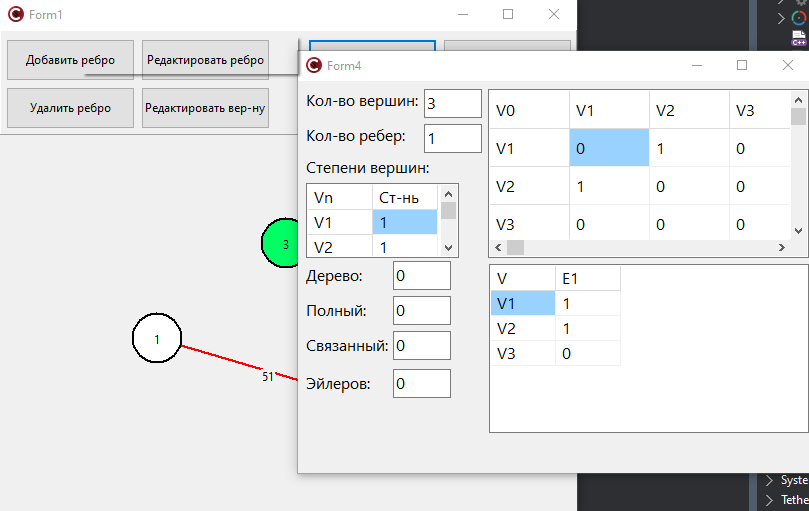 Form1
Добавить ребро
Редактировать ребро
Удалить ребро
Редактировать вер-ну
3
1
51
Form4
Кол-во вершин: 3
Кол-во ребер: 1
Степени вершин:
Vn Ст-нь
V1 1
V2 1
Дерево: 0
Полный: 0
Связанный: 0
Эйлеров: 0
V0 V1 V2 V3
V1 0 1 0
V2 1 0 0
V3 0 0 0
V E1
V1 1
V2 1
V3 0
C++
Syste
Tethe